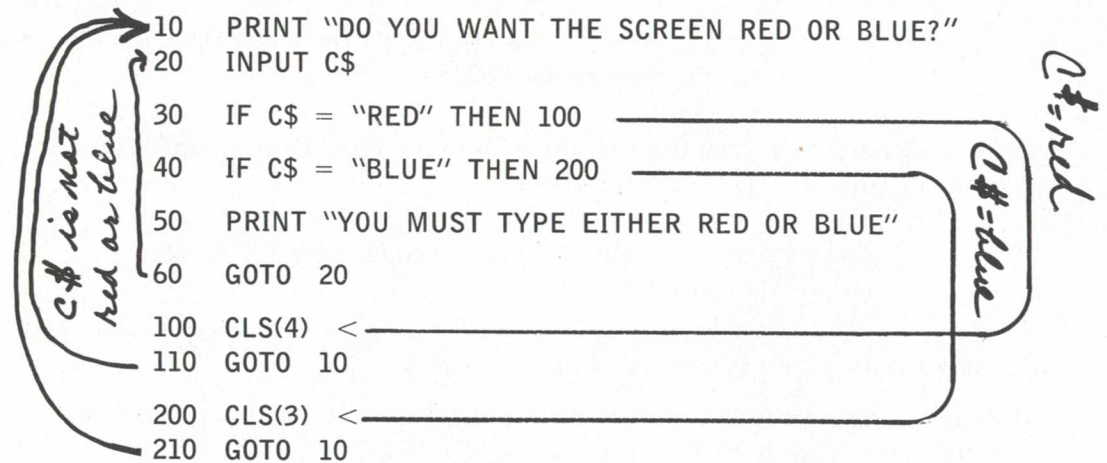 10 PRINT "DO YOU WANT THE SCREEN RED OR BLUE?"
20 INPUT C$
30 IF C$ = "RED" THEN 100
40 IF C$ = "BLUE" THEN 200
50 PRINT "YOU MUST TYPE EITHER RED OR BLUE"
60 GOTO 20
100 CLS(4) <
110 GOTO 10
200 CLS(3) <
210 GOTO 10
C$ is not
red or blue
C$=red
C$=blue